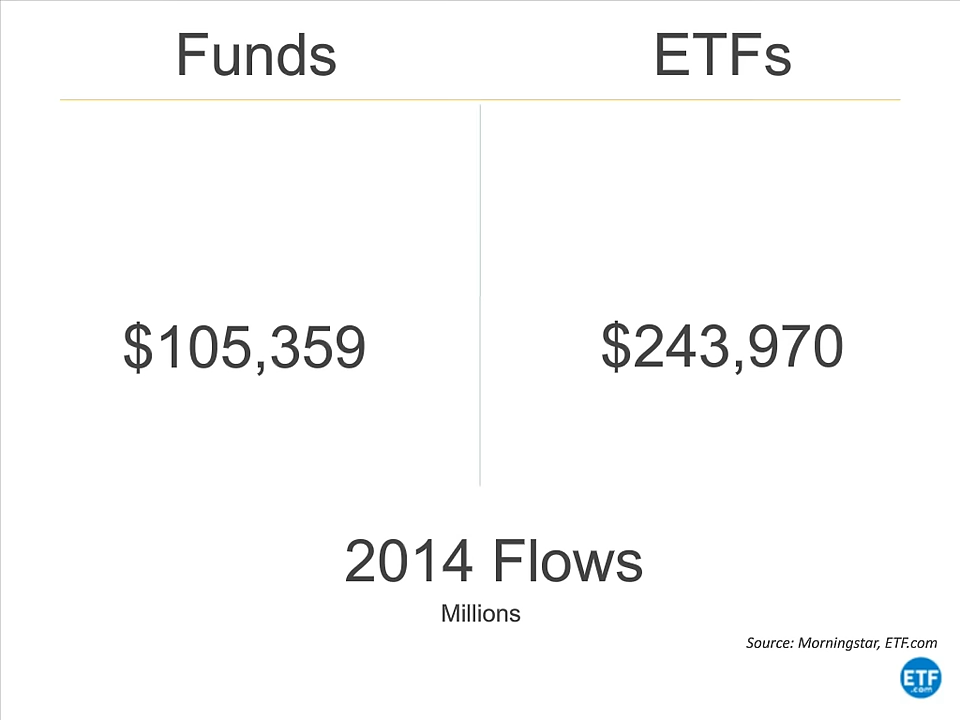 Funds ETFs
$105,359 $243,970
2014 Flows
Millions
Source: Morningstar, ETF.com
ETF
.com